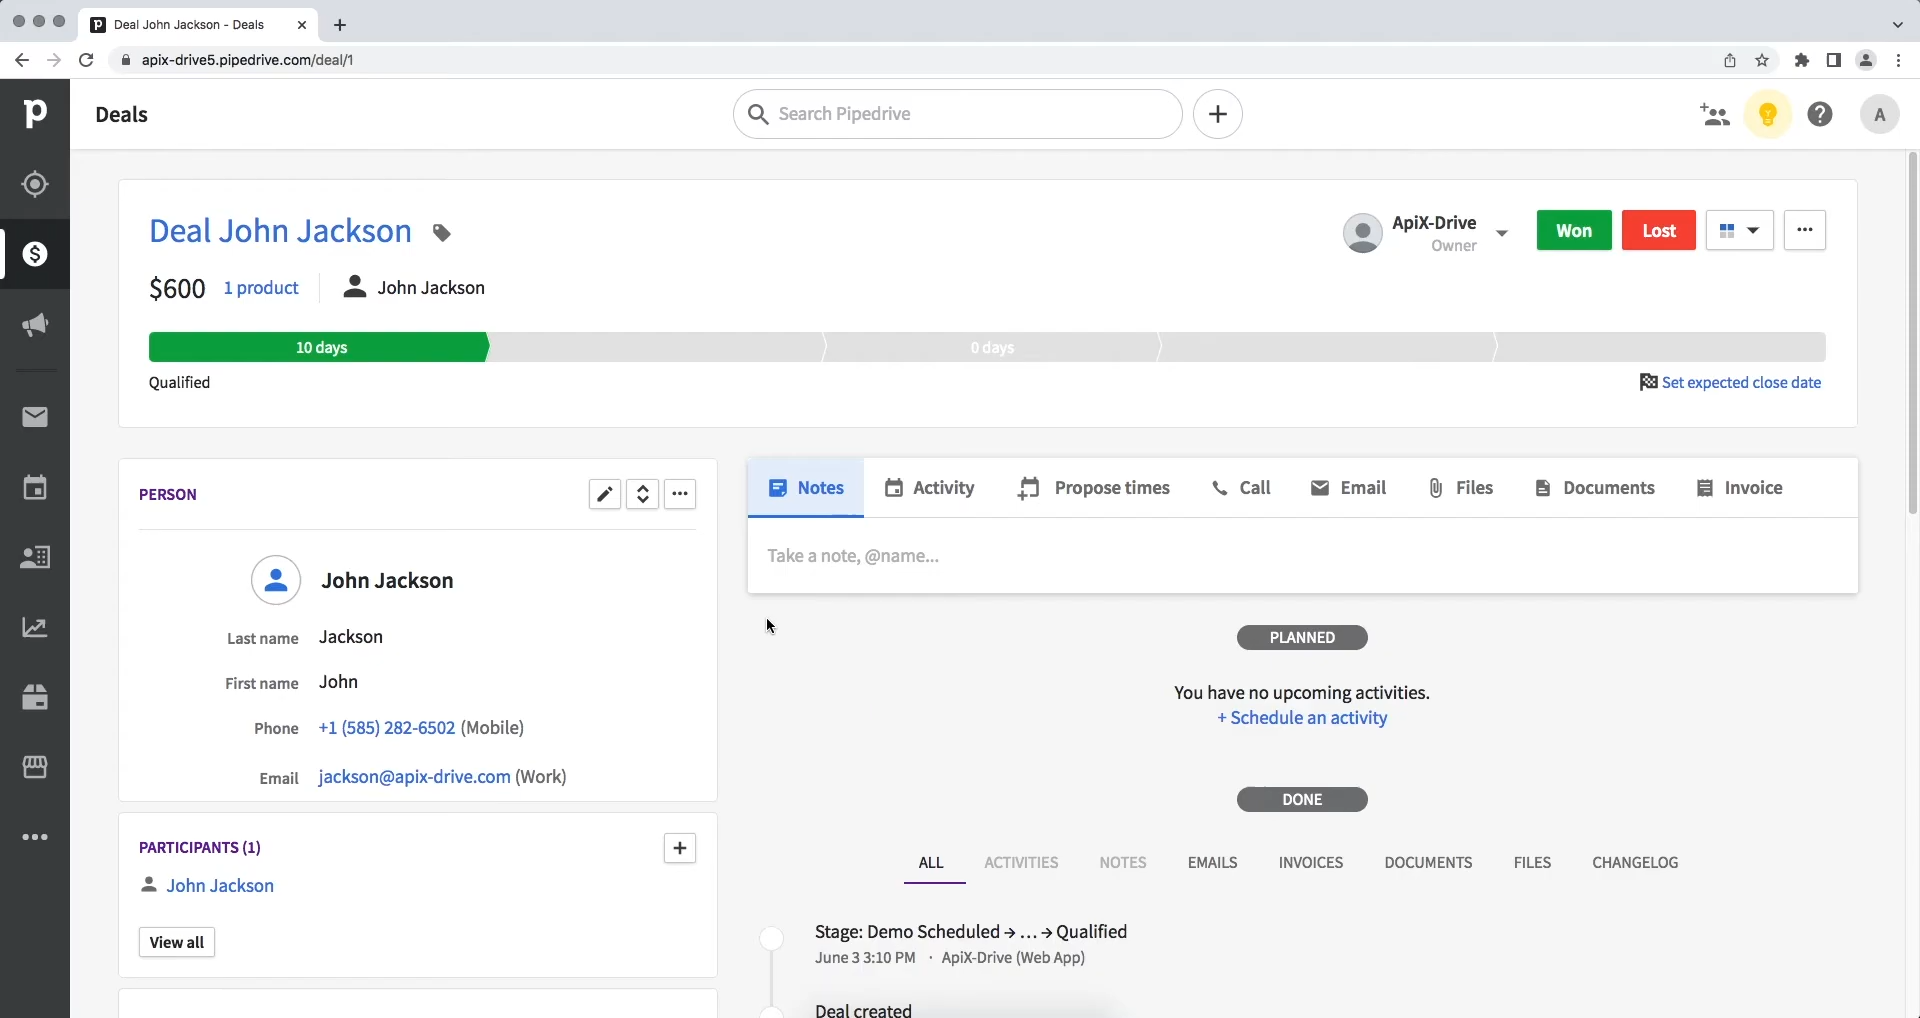 Deal John Jackson - Deals
apix-drive5.pipedrive.com/deal/1
p
Deals
Search Pipedrive
A
Deal John Jackson
ApiX-Drive
Owner
Won
Lost
$600 1 product John Jackson
10 days
0 days
Qualified
Set expected close date
PERSON
John Jackson
Last name Jackson
First name John
Phone +1 (585) 282-6502 (Mobile)
Email jackson@apix-drive.com (Work)
PARTICIPANTS (1)
John Jackson
View all
Notes Activity Propose times Call Email Files Documents Invoice
Take a note, @name...
PLANNED
You have no upcoming activities.
+ Schedule an activity
DONE
ALL ACTIVITIES NOTES EMAILS INVOICES DOCUMENTS FILES CHANGELOG
Stage: Demo Scheduled → ... → Qualified
June 3 3:10 PM · ApiX-Drive (Web App)
Deal created